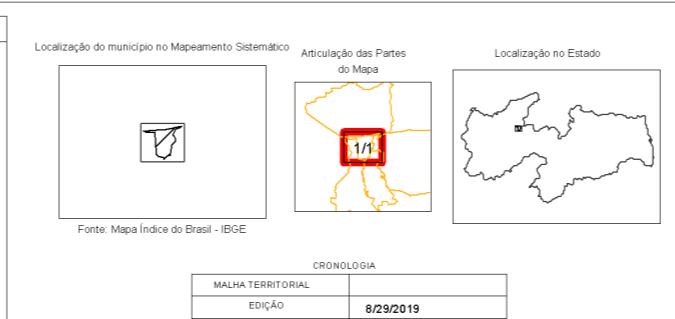 Localização do município no Mapeamento Sistemático
Articulação das Partes
do Mapa
Localização no Estado
1/1
Fonte: Mapa Índice do Brasil - IBGE
CRONOLOGIA
MALHA TERRITORIAL
EDIÇÃO 8/29/2019